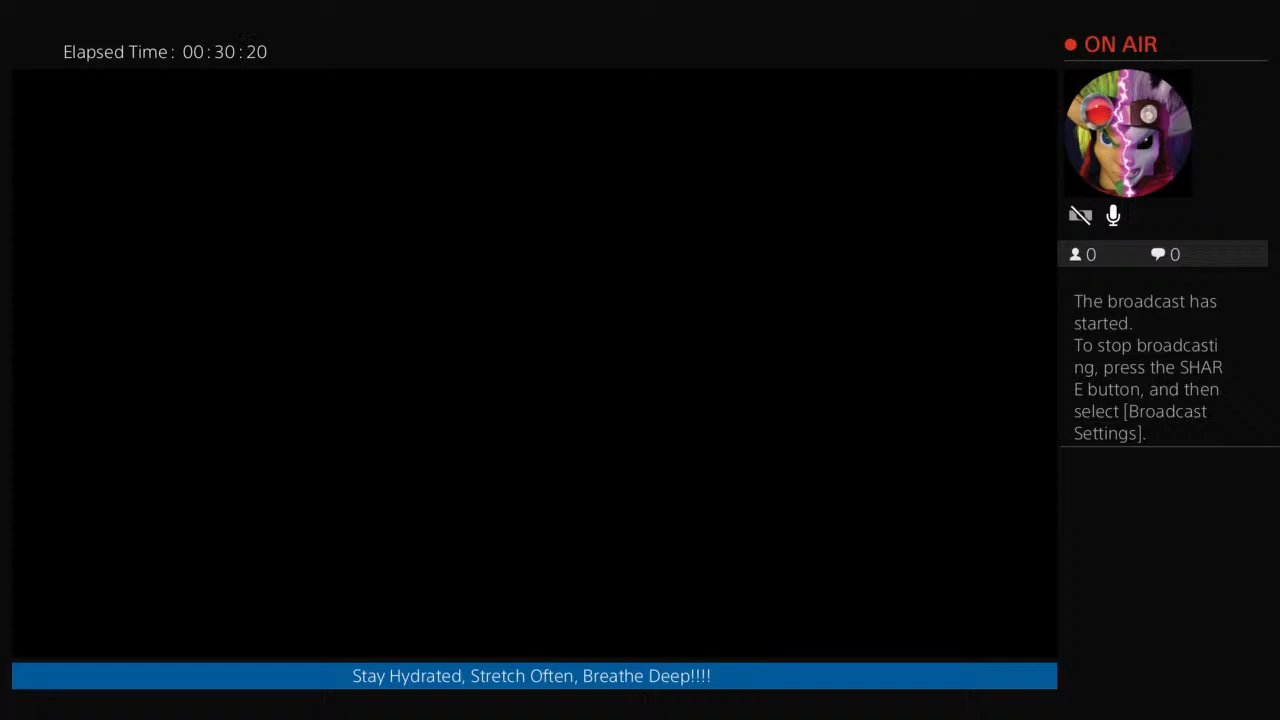 Elapsed Time: 00:30:20
ON AIR
0 0
The broadcast has
started.
To stop broadcasti
ng, press the SHAR
E button, and then
select [Broadcast
Settings].
Stay Hydrated, Stretch Often, Breathe Deep!!!!